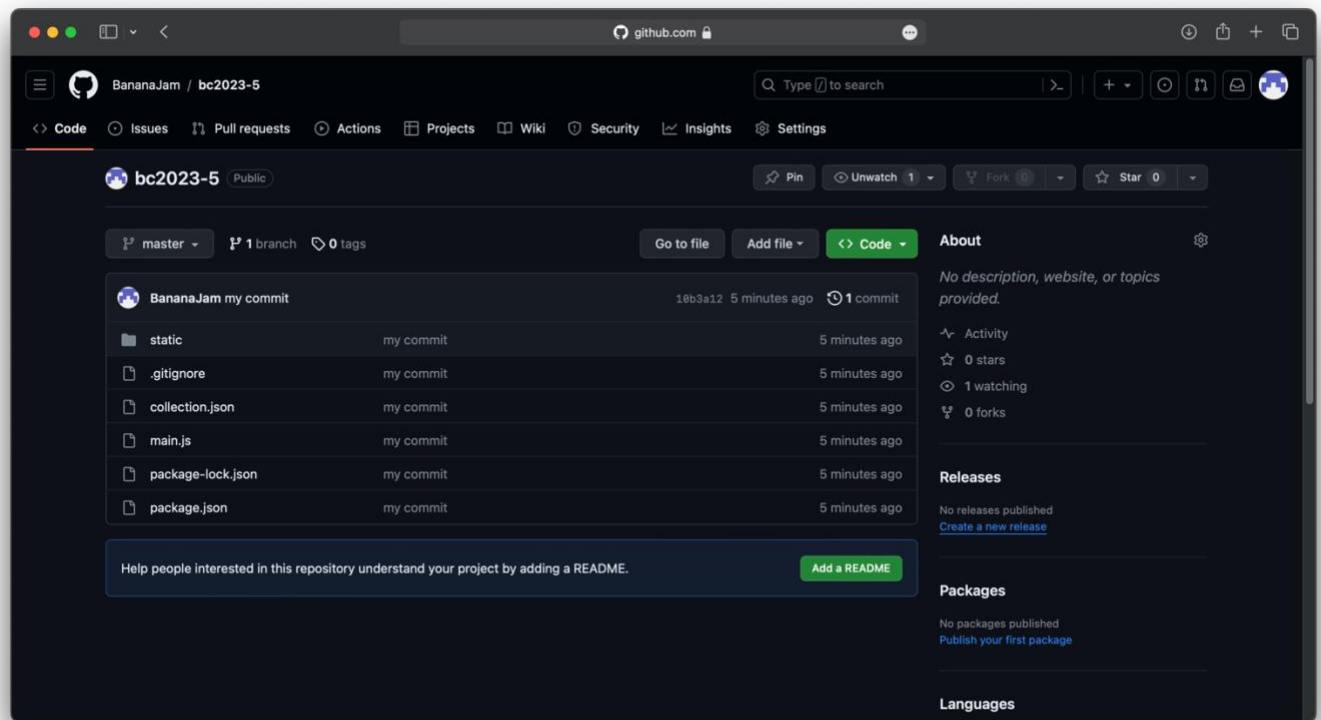 github.com
BananaJam / bc2023-5
Type / to search
Code Issues Pull requests Actions Projects Wiki Security Insights Settings
bc2023-5 Public
Pin Unwatch 1 Fork 0 Star 0
master 1 branch 0 tags
Go to file Add file Code
BananaJam my commit 10b3a12 5 minutes ago 1 commit
static my commit 5 minutes ago
.gitignore my commit 5 minutes ago
collection.json my commit 5 minutes ago
main.js my commit 5 minutes ago
package-lock.json my commit 5 minutes ago
package.json my commit 5 minutes ago
Help people interested in this repository understand your project by adding a README. Add a README
About
No description, website, or topics
provided.
Activity
0 stars
1 watching
0 forks
Releases
No releases published
Create a new release
Packages
No packages published
Publish your first package
Languages